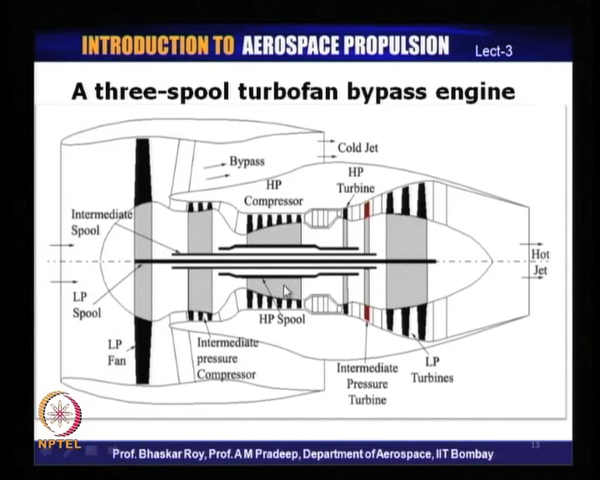 INTRODUCTION TO AEROSPACE PROPULSION
Lect-3
A three-spool turbofan bypass engine
Cold Jet
Bypass
HP
Compressor
HP
Turbine
Intermediate
Spool
Hot
Jet
LP
Spool
HP Spool
LP
Fan
Intermediate
pressure
Compressor
Intermediate
Pressure
Turbine
LP
Turbines
NPTEL
13
Prof. Bhaskar Roy, Prof. A M Pradeep, Department of Aerospace, IIT Bombay